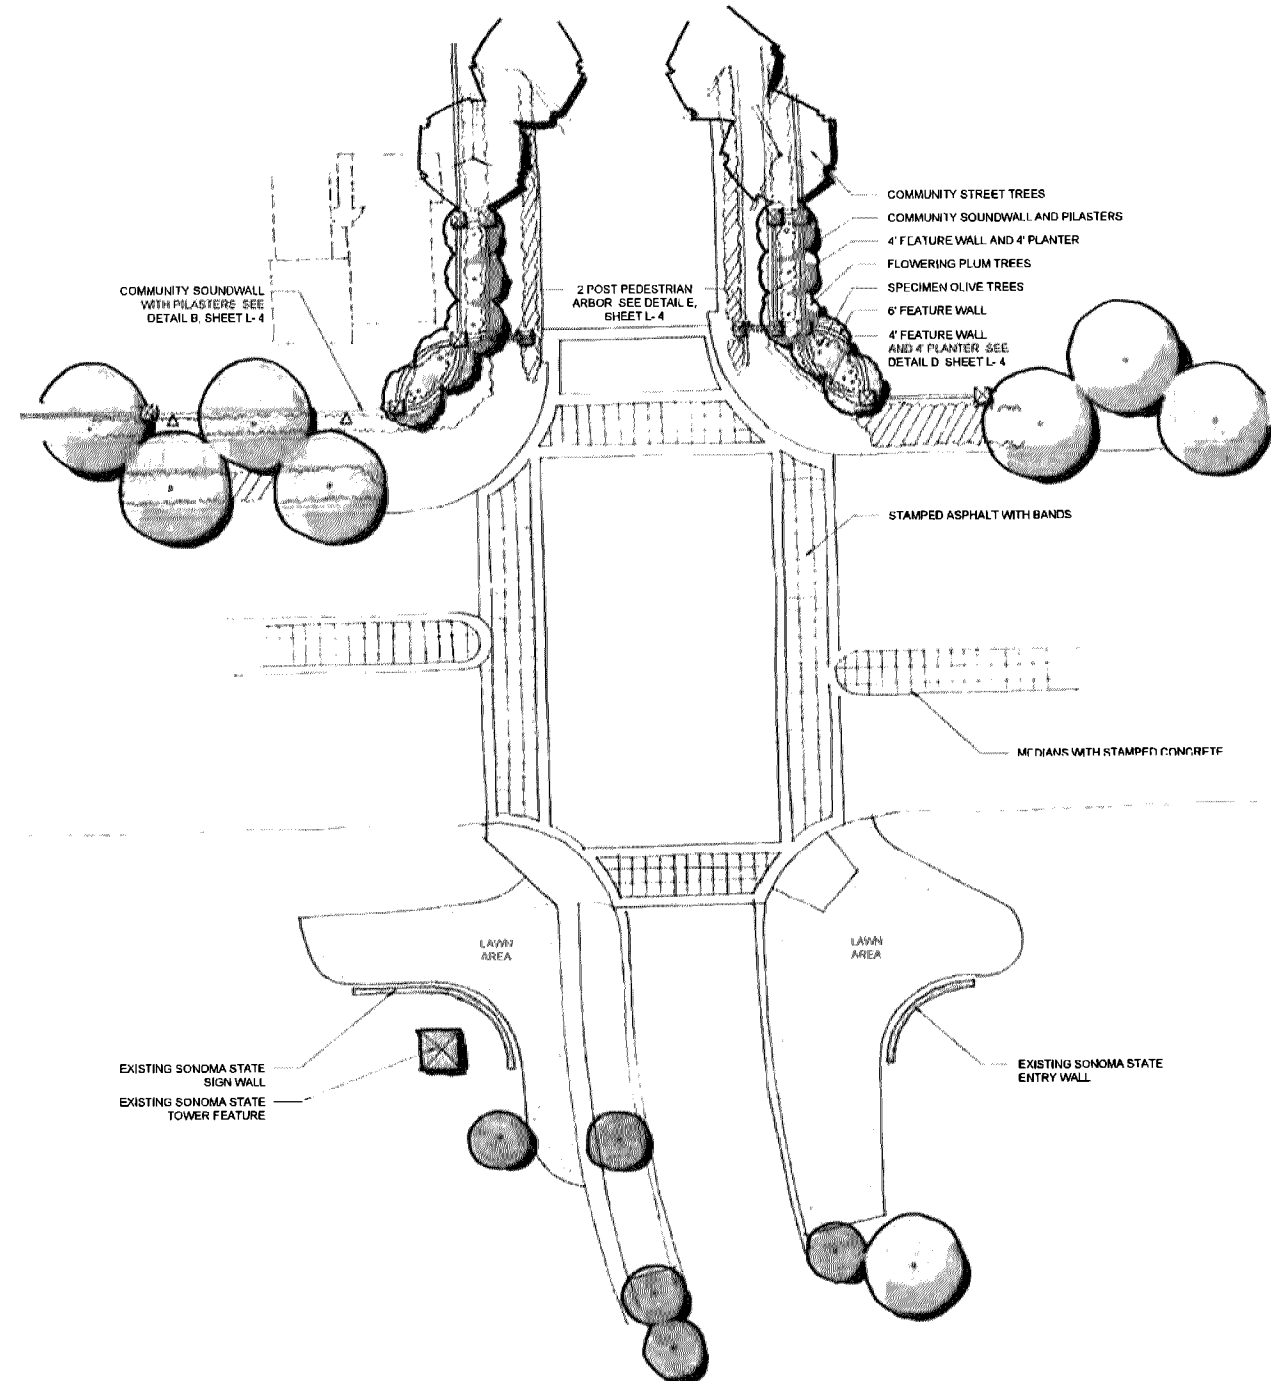 COMMUNITY STREET TREES
COMMUNITY SOUNDWALL AND PILASTERS
4' FEATURE WALL AND 4' PLANTER
FLOWERING PLUM TREES
SPECIMEN OLIVE TREES
6' FEATURE WALL
4' FEATURE WALL
AND 4' PLANTER SEE
DETAIL D SHEET L-4
COMMUNITY SOUNDWALL
WITH PILASTERS SEE
DETAIL B, SHEET L-4
2 POST PEDESTRIAN
ARBOR SEE DETAIL E,
SHEET L-4
STAMPED ASPHALT WITH BANDS
MEDIANS WITH STAMPED CONCRETE
LAWN
AREA
LAWN
AREA
EXISTING SONOMA STATE
SIGN WALL
EXISTING SONOMA STATE
TOWER FEATURE
EXISTING SONOMA STATE
ENTRY WALL